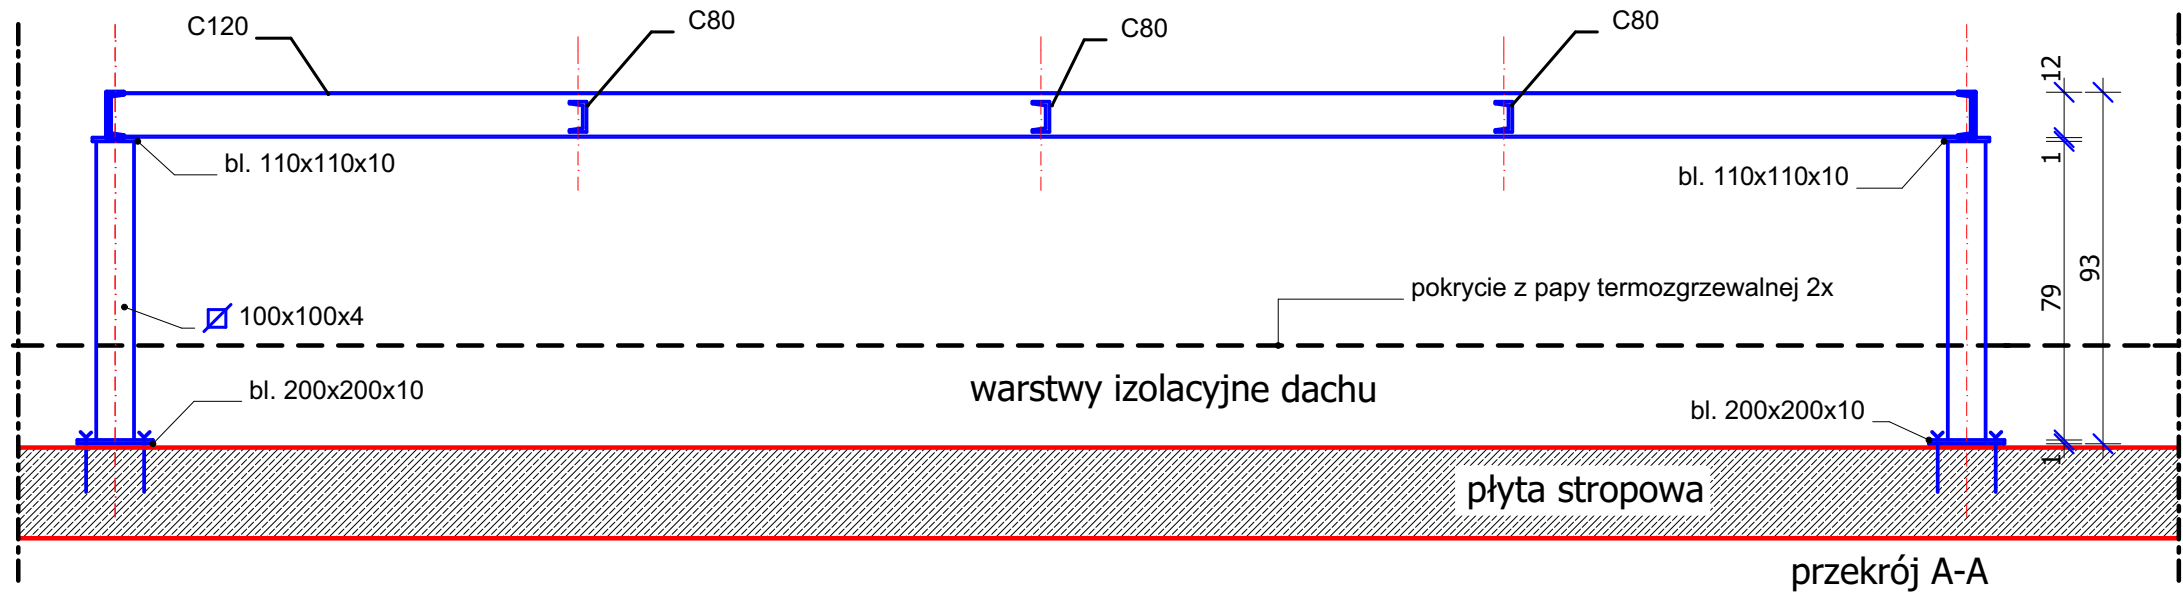 C120
C80
C80
C80
12
bl. 110x110x10
bl. 110x110x10
1
93
79
pokrycie z papy termozgrzewalnej 2x
100x100x4
warstwy izolacyjne dachu
bl. 200x200x10
bl. 200x200x10
1
płyta stropowa
przekrój A-A